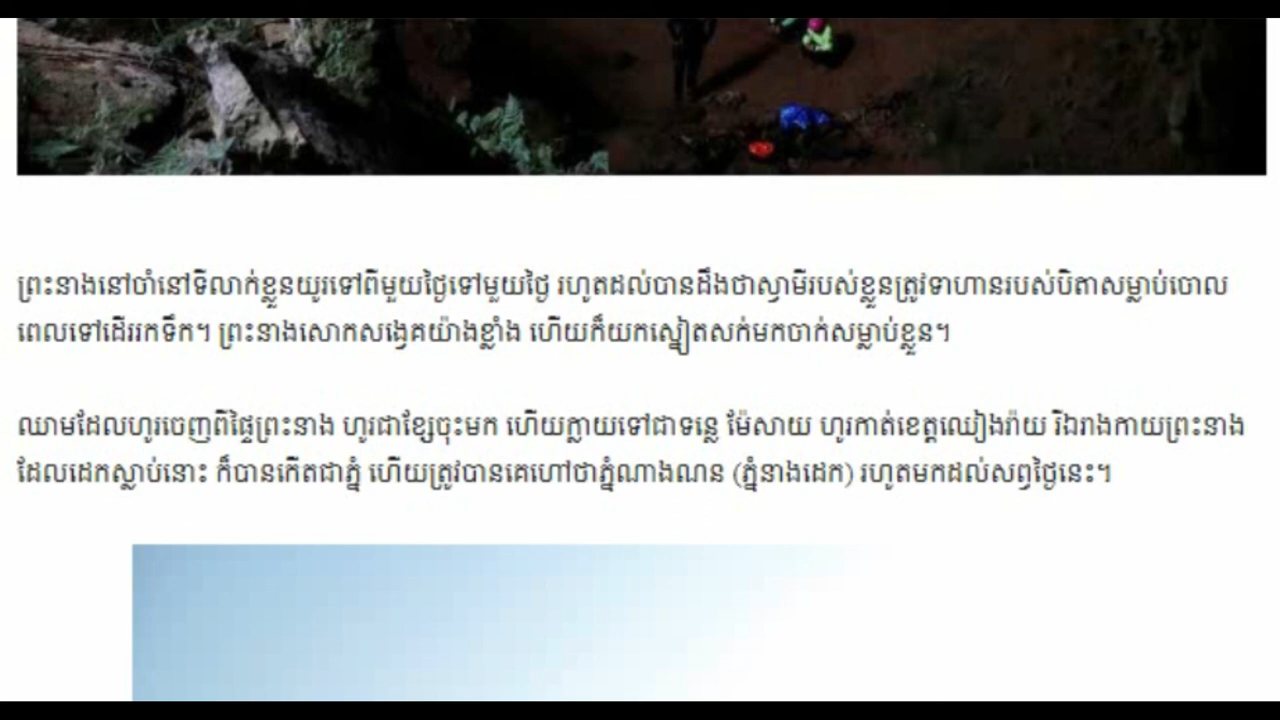 ព្រះនាងនៅចាំនៅទីលាក់ខ្លួនយូរទៅពីមួយថ្ងៃទៅមួយថ្ងៃ រហូតដល់បានដឹងថាស្វាមីរបស់ខ្លួនត្រូវទាហានរបស់បិតាសម្លាប់ចោល
ពេលទៅដើររកទឹក។ ព្រះនាងសោកសង្វេគយ៉ាងខ្លាំង ហើយក៏យកស្នៀតសក់មកចាក់សម្លាប់ខ្លួន។
ឈាមដែលហូរចេញពីផ្ទៃព្រះនាង ហូរជាខ្សែចុះមក ហើយក្លាយទៅជាទន្លេ ម៉ែសាយ ហូរកាត់ខេត្តឈៀងរ៉ាយ រីឯរាងកាយព្រះនាង
ដែលដេកស្លាប់នោះ ក៏បានកើតជាភ្នំ ហើយត្រូវបានគេហៅថាភ្នំណាងណន (ភ្នំនាងដេក) រហូតមកដល់សព្វថ្ងៃនេះ។